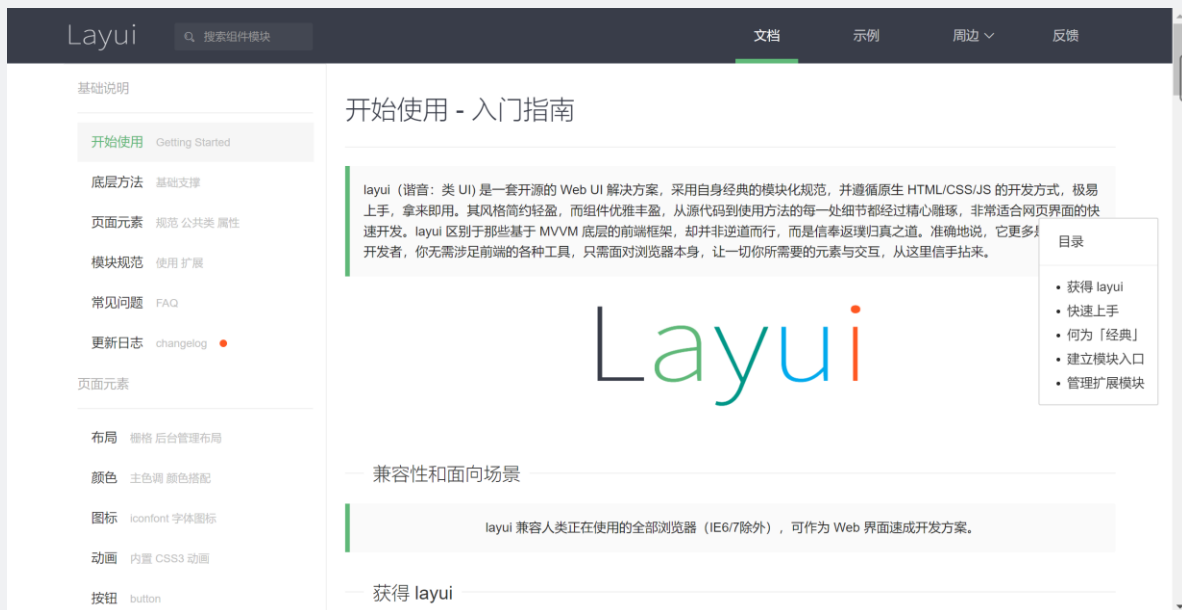 Layui
搜索组件模块
文档
示例
周边
反馈
基础说明
开始使用 Getting Started
底层方法 基础支撑
页面元素 规范 公共类 属性
模块规范 使用 扩展
常见问题 FAQ
更新日志 changelog
页面元素
布局 栅格 后台管理布局
颜色 主色调 颜色搭配
图标 iconfont 字体图标
动画 内置 CSS3 动画
按钮 button
开始使用 - 入门指南
layui（谐音：类 UI) 是一套开源的 Web UI 解决方案，采用自身经典的模块化规范，并遵循原生 HTML/CSS/JS 的开发方式，极易
上手，拿来即用。其风格简约轻盈，而组件优雅丰盈，从源代码到使用方法的每一处细节都经过精心雕琢，非常适合网页界面的快
速开发。layui 区别于那些基于 MVVM 底层的前端框架，却并非逆道而行，而是信奉返璞归真之道。准确地说，它更多
开发者，你无需涉足前端的各种工具，只需面对浏览器本身，让一切你所需要的元素与交互，从这里信手拈来。
Layui
兼容性和面向场景
layui 兼容人类正在使用的全部浏览器（IE6/7除外），可作为 Web 界面速成开发方案。
获得 layui
目录
• 获得 layui
• 快速上手
• 何为「经典」
• 建立模块入口
• 管理扩展模块